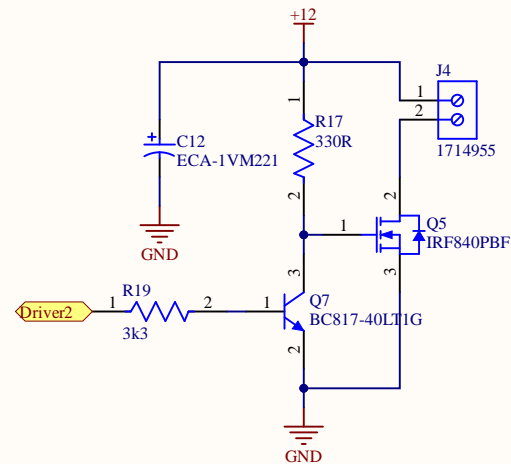 +12
J4
1
2
1714955
1
R17
330R
2
C12
ECA-1VM221
GND
2
1
Q5
IRF840PBF
3
3
R19
Driver2
1
2
3k3
1
Q7
BC817-40LT1G
2
GND